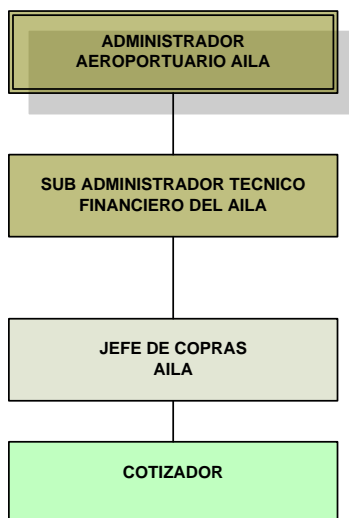 ADMINISTRADOR
AEROPORTUARIO AILA
SUB ADMINISTRADOR TECNICO
FINANCIERO DEL AILA
JEFE DE COPRAS
AILA
COTIZADOR